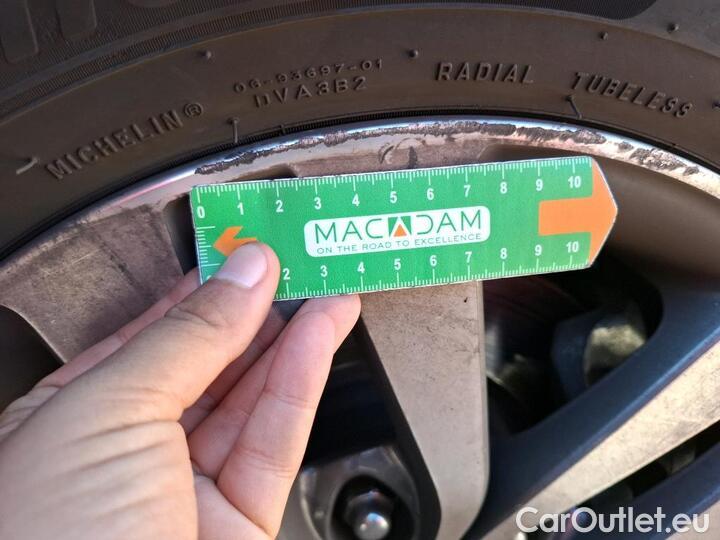 06-93697-01
DVA3B2
MICHELIN®
RADIAL TUBELESS
0 1 2 3 4 5 6 7 8 9 10
MACADAM
ON THE ROAD TO EXCELLENCE
2 3 4 5 6 7 8 9 10
CarOutlet.eu